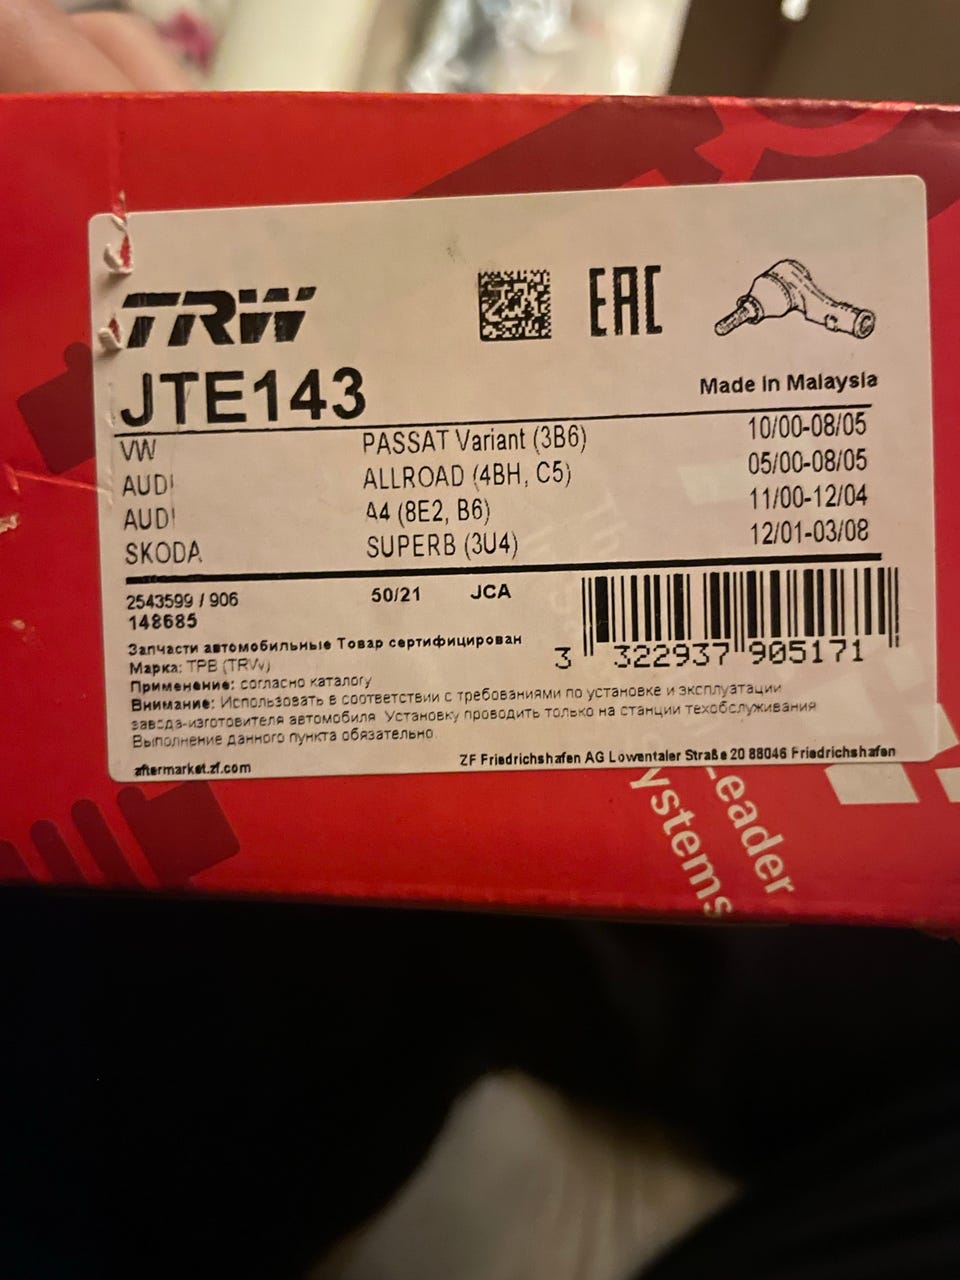 TRW
EAC
JTE143
Made in Malaysia
VW PASSAT Variant (3B6) 10/00-08/05
AUDI ALLROAD (4BH, C5) 05/00-08/05
AUDI A4 (8E2, B6) 11/00-12/04
SKODA SUPERB (3U4) 12/01-03/08
2543599 / 906 50/21 JCA
148685
Запчасти автомобильные Товар сертифицирован
Марка: ТРВ (TRW)
Применение: согласно каталогу
Внимание: Использовать в соответствии с требованиями по установке и эксплуатации
завода-изготовителя автомобиля Установку проводить только на станции техобслуживания
Выполнение данного пункта обязательно.
3 322937 905171
aftermarket.zf.com ZF Friedrichshafen AG Lowentaler Straße 20 88046 Friedrichshafen
Leader
ystems